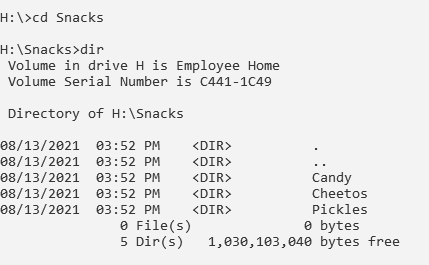 H:\>cd Snacks
H:\Snacks>dir
 Volume in drive H is Employee Home
 Volume Serial Number is C441-1C49
 Directory of H:\Snacks
08/13/2021  03:52 PM    <DIR>          .
08/13/2021  03:52 PM    <DIR>          ..
08/13/2021  03:52 PM    <DIR>          Candy
08/13/2021  03:52 PM    <DIR>          Cheetos
08/13/2021  03:52 PM    <DIR>          Pickles
               0 File(s)              0 bytes
               5 Dir(s)   1,030,103,040 bytes free